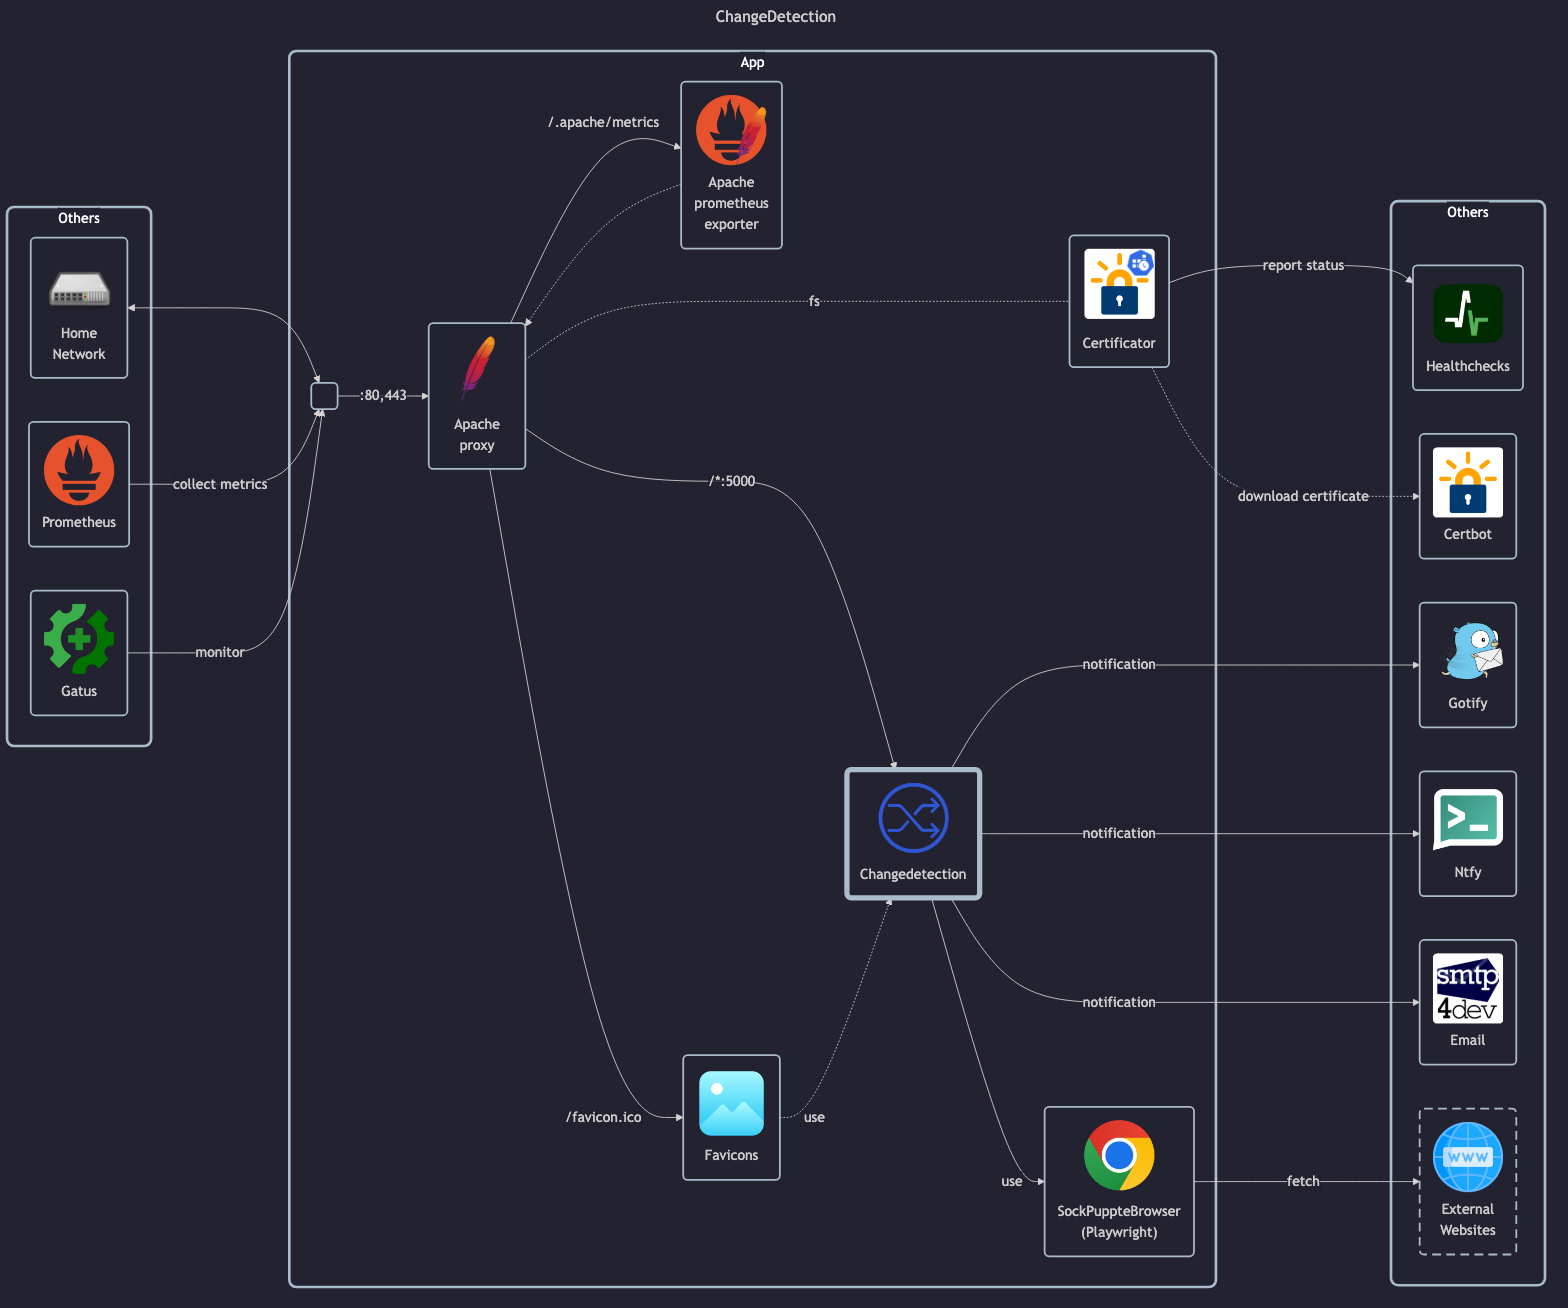 ChangeDetection
App
/.apache/metrics
Apache
prometheus
exporter
Others
Home
Network
Prometheus
Gatus
collect metrics
monitor
:80,443
Apache
proxy
fs
/*:5000
Certificator
report status
download certificate
notification
notification
notification
Changedetection
/favicon.ico
Favicons
use
use
SockPuppteBrowser
(Playwright)
fetch
Others
Healthchecks
Certbot
Gotify
>_
Ntfy
smtp
4dev
Email
www
External
Websites